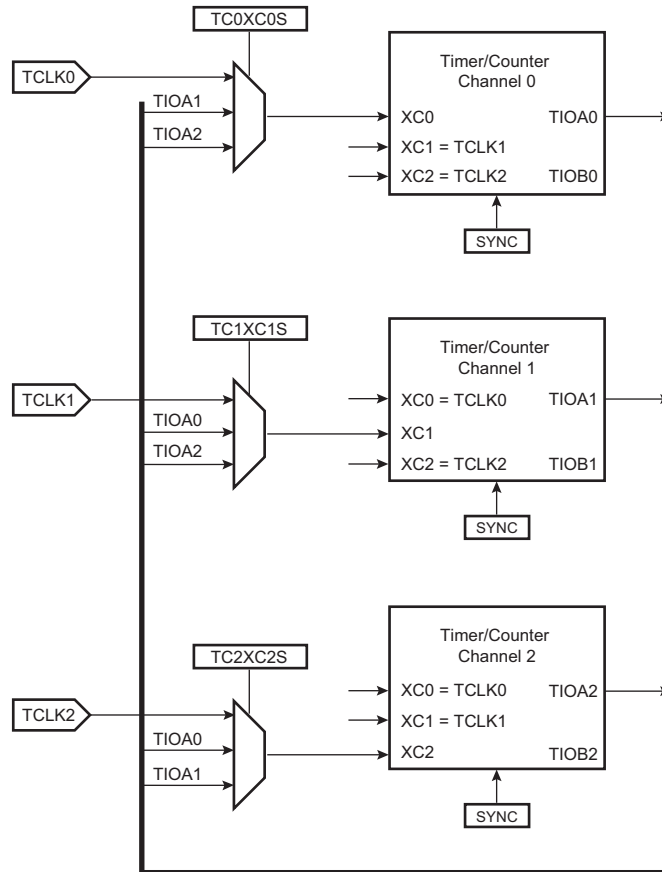 TC0XC0S
TCLK0
TIOA1
TIOA2
Timer/Counter
Channel 0
XC0
TIOA0
XC1 = TCLK1
XC2 = TCLK2
TIOB0
SYNC
TC1XC1S
TCLK1
TIOA0
TIOA2
Timer/Counter
Channel 1
XC0 = TCLK0
TIOA1
XC1
XC2 = TCLK2
TIOB1
SYNC
TC2XC2S
TCLK2
TIOA0
TIOA1
Timer/Counter
Channel 2
XC0 = TCLK0
TIOA2
XC1 = TCLK1
XC2
TIOB2
SYNC